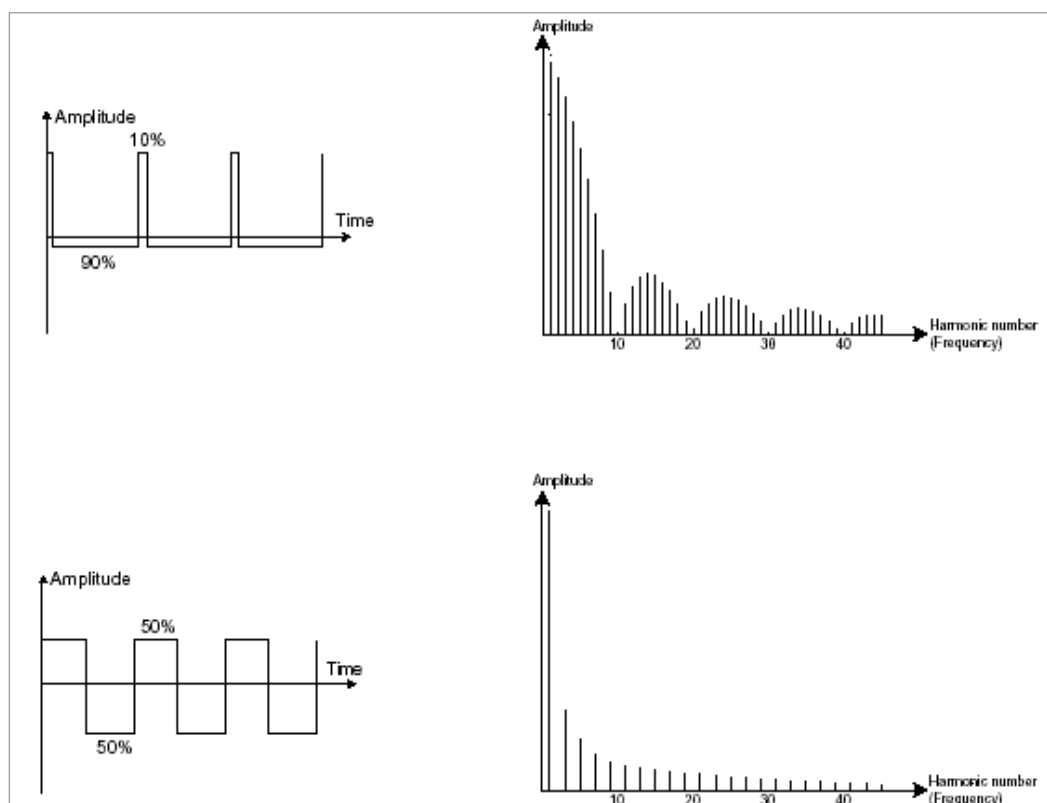 Amplitude
10%
Time
90%
Amplitude
10
20
30
40
Harmonic number
(Frequency)
Amplitude
50%
Time
50%
Amplitude
10
20
30
40
Harmonic number
(Frequency)